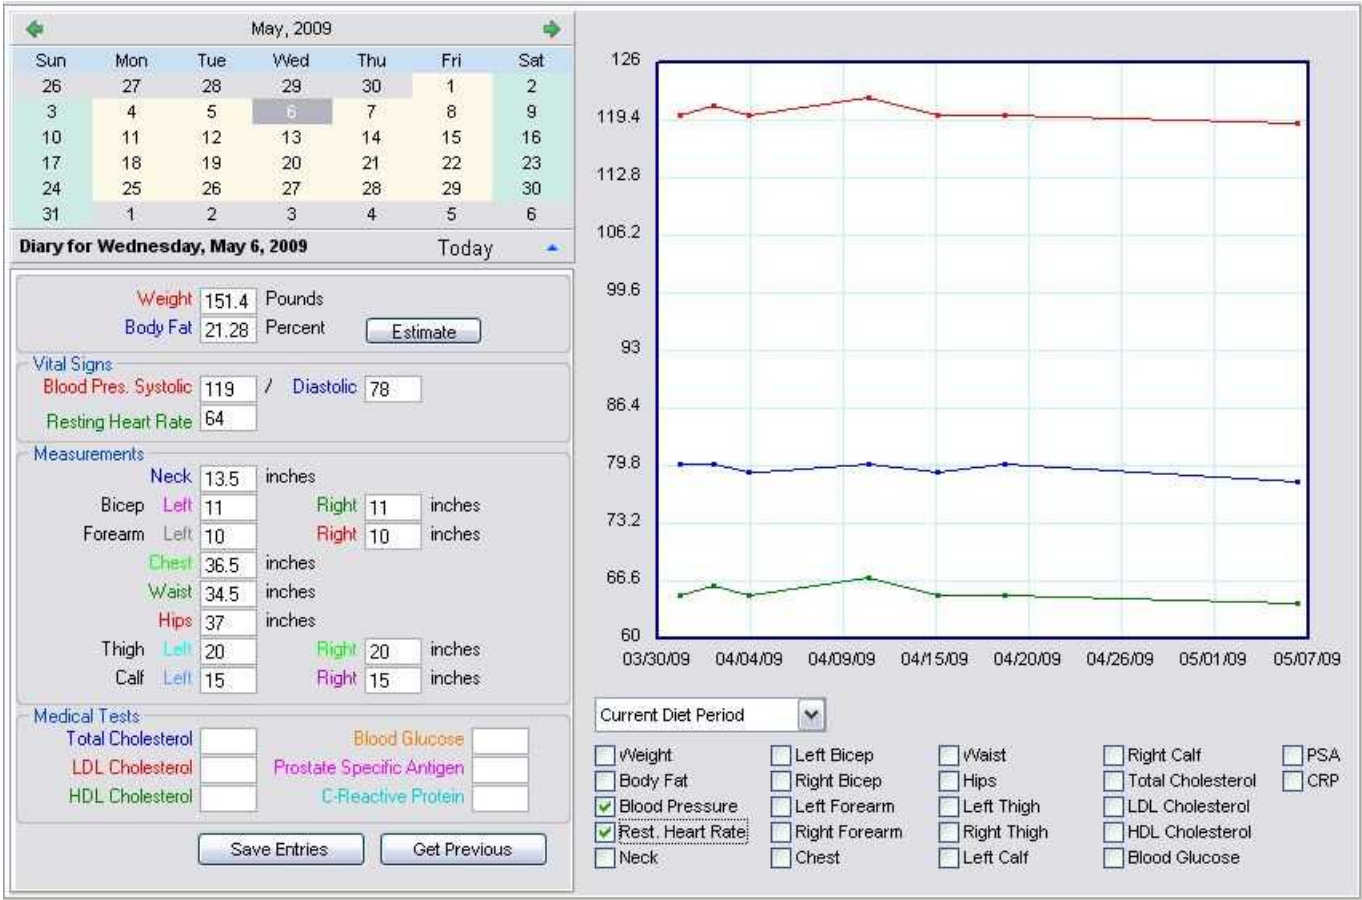 May, 2009
Sun Mon Tue Wed Thu Fri Sat
26 27 28 29 30 1 2
3 4 5 6 7 8 9
10 11 12 13 14 15 16
17 18 19 20 21 22 23
24 25 26 27 28 29 30
31 1 2 3 4 5 6
Diary for Wednesday, May 6, 2009 Today
Weight 151.4 Pounds
Body Fat 21.28 Percent Estimate
Vital Signs
Blood Pres. Systolic 119 / Diastolic 78
Resting Heart Rate 64
Measurements
Neck 13.5 inches
Bicep Left 11 Right 11 inches
Forearm Left 10 Right 10 inches
Chest 36.5 inches
Waist 34.5 inches
Hips 37 inches
Thigh Left 20 Right 20 inches
Calf Left 15 Right 15 inches
Medical Tests
Total Cholesterol Blood Glucose
LDL Cholesterol Prostate Specific Antigen
HDL Cholesterol C-Reactive Protein
Save Entries Get Previous
126
119.4
112.8
106.2
99.6
93
86.4
79.8
73.2
66.6
60
03/30/09 04/04/09 04/09/09 04/15/09 04/20/09 04/26/09 05/01/09 05/07/09
Current Diet Period
Weight Left Bicep Waist Right Calf PSA
Body Fat Right Bicep Hips Total Cholesterol CRP
Blood Pressure Left Forearm Left Thigh LDL Cholesterol
Rest. Heart Rate Right Forearm Right Thigh HDL Cholesterol
Neck Chest Left Calf Blood Glucose